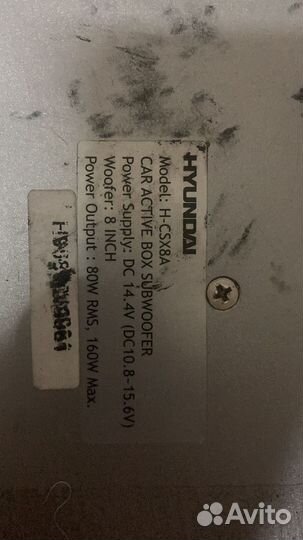 HYUNDAI
Model: H-CSX8A
CAR ACTIVE BOX SUBWOOFER
Power Supply: DC 14.4V (DC10.8-15.6V)
Woofer: 8 INCH
Power Output : 80W RMS, 160W Max.
Avito